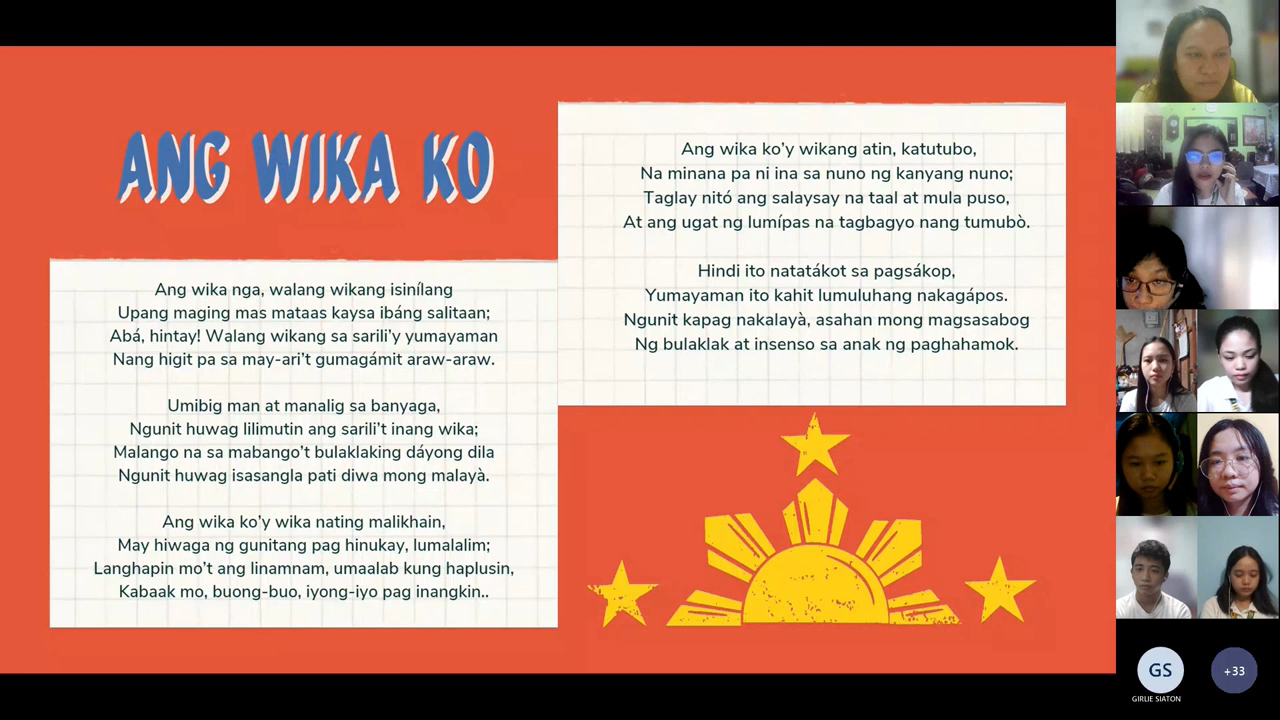 ANG WIKA KO
Ang wika nga, walang wikang isinílang
Upang maging mas mataas kaysa ibáng salitaan;
Abá, hintay! Walang wikang sa sarili’y yumayaman
Nang higit pa sa may-ari’t gumagámit araw-araw.
Umibig man at manalig sa banyaga,
Ngunit huwag lilimutin ang sarili’t inang wika;
Malango na sa mabango’t bulaklaking dáyong dila
Ngunit huwag isasangla pati diwa mong malayà.
Ang wika ko’y wika nating malikhain,
May hiwaga ng gunitang pag hinukay, lumalalim;
Langhapin mo’t ang linamnam, umaalab kung haplusin,
Kabaak mo, buong-buo, iyong-iyo pag inangkin..
Ang wika ko’y wikang atin, katutubo,
Na minana pa ni ina sa nuno ng kanyang nuno;
Taglay nitó ang salaysay na taal at mula puso,
At ang ugat ng lumípas na tagbagyo nang tumubò.
Hindi ito natatákot sa pagsákop,
Yumayaman ito kahit lumuluhang nakagápos.
Ngunit kapag nakalayà, asahan mong magsasabog
Ng bulaklak at insenso sa anak ng paghahamok.
GS
+33
GIRLIE SIATON